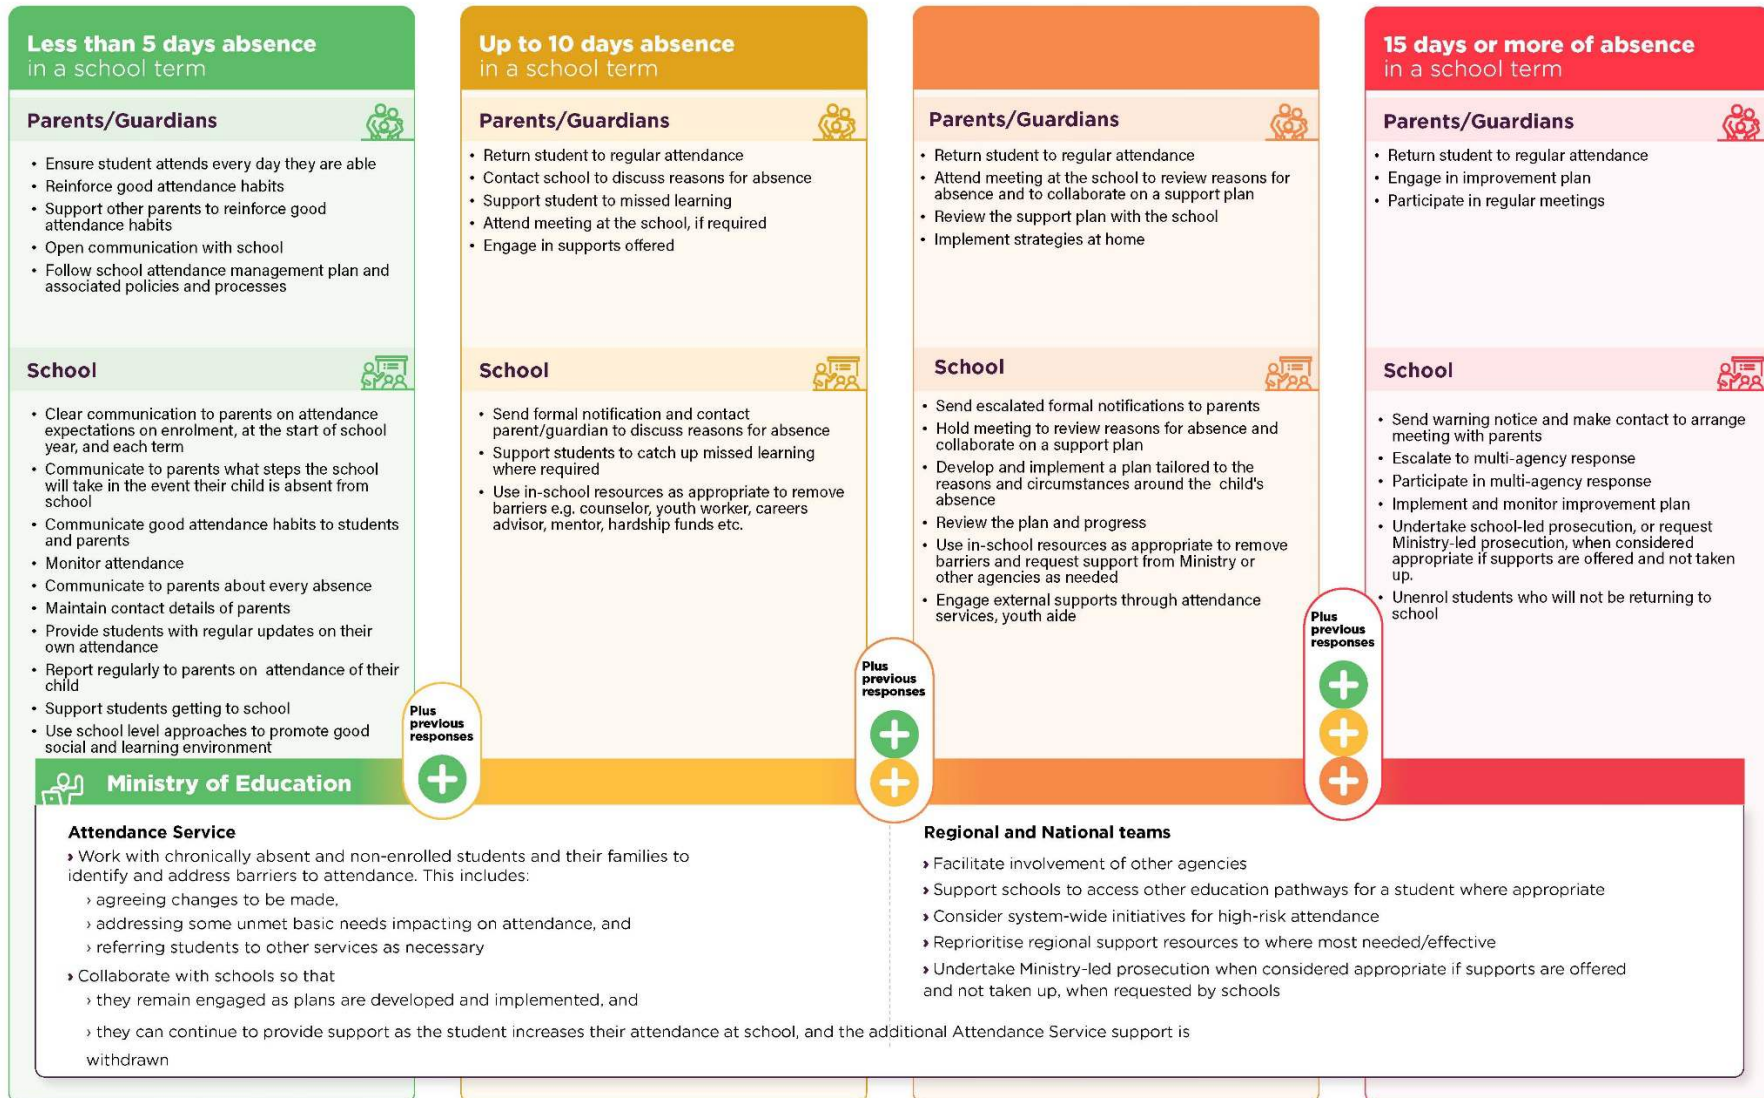 Less than 5 days absence
in a school term
Parents/Guardians
• Ensure student attends every day they are able
• Reinforce good attendance habits
• Support other parents to reinforce good
attendance habits
• Open communication with school
• Follow school attendance management plan and
associated policies and processes
School
• Clear communication to parents on attendance
expectations on enrolment, at the start of school
year, and each term
• Communicate to parents what steps the school
will take in the event their child is absent from
school
• Communicate good attendance habits to students
and parents
• Monitor attendance
• Communicate to parents about every absence
• Maintain contact details of parents
• Provide students with regular updates on their
own attendance
• Report regularly to parents on attendance of their
child
• Support students getting to school
• Use school level approaches to promote good
social and learning environment
Plus
previous
responses
Up to 10 days absence
in a school term
Parents/Guardians
• Return student to regular attendance
• Contact school to discuss reasons for absence
• Support student to missed learning
• Attend meeting at the school, if required
• Engage in supports offered
School
• Send formal notification and contact
parent/guardian to discuss reasons for absence
• Support students to catch up missed learning
where required
• Use in-school resources as appropriate to remove
barriers e.g. counselor, youth worker, careers
advisor, mentor, hardship funds etc.
Plus
previous
responses
Parents/Guardians
• Return student to regular attendance
• Attend meeting at the school to review reasons for
absence and to collaborate on a support plan
• Review the support plan with the school
• Implement strategies at home
School
• Send escalated formal notifications to parents
• Hold meeting to review reasons for absence and
collaborate on a support plan
• Develop and implement a plan tailored to the
reasons and circumstances around the child's
absence
• Review the plan and progress
• Use in-school resources as appropriate to remove
barriers and request support from Ministry or
other agencies as needed
• Engage external supports through attendance
services, youth aide
Plus
previous
responses
15 days or more of absence
in a school term
Parents/Guardians
• Return student to regular attendance
• Engage in improvement plan
• Participate in regular meetings
School
• Send warning notice and make contact to arrange
meeting with parents
• Escalate to multi-agency response
• Participate in multi-agency response
• Implement and monitor improvement plan
• Undertake school-led prosecution, or request
Ministry-led prosecution, when considered
appropriate if supports are offered and not taken
up.
• Unenrol students who will not be returning to
school
Ministry of Education
Attendance Service
› Work with chronically absent and non-enrolled students and their families to
identify and address barriers to attendance. This includes:
› agreeing changes to be made,
› addressing some unmet basic needs impacting on attendance, and
› referring students to other services as necessary
› Collaborate with schools so that
› they remain engaged as plans are developed and implemented, and
› they can continue to provide support as the student increases their attendance at school, and the additional Attendance Service support is
withdrawn
Regional and National teams
› Facilitate involvement of other agencies
› Support schools to access other education pathways for a student where appropriate
› Consider system-wide initiatives for high-risk attendance
› Reprioritise regional support resources to where most needed/effective
› Undertake Ministry-led prosecution when considered appropriate if supports are offered
and not taken up, when requested by schools